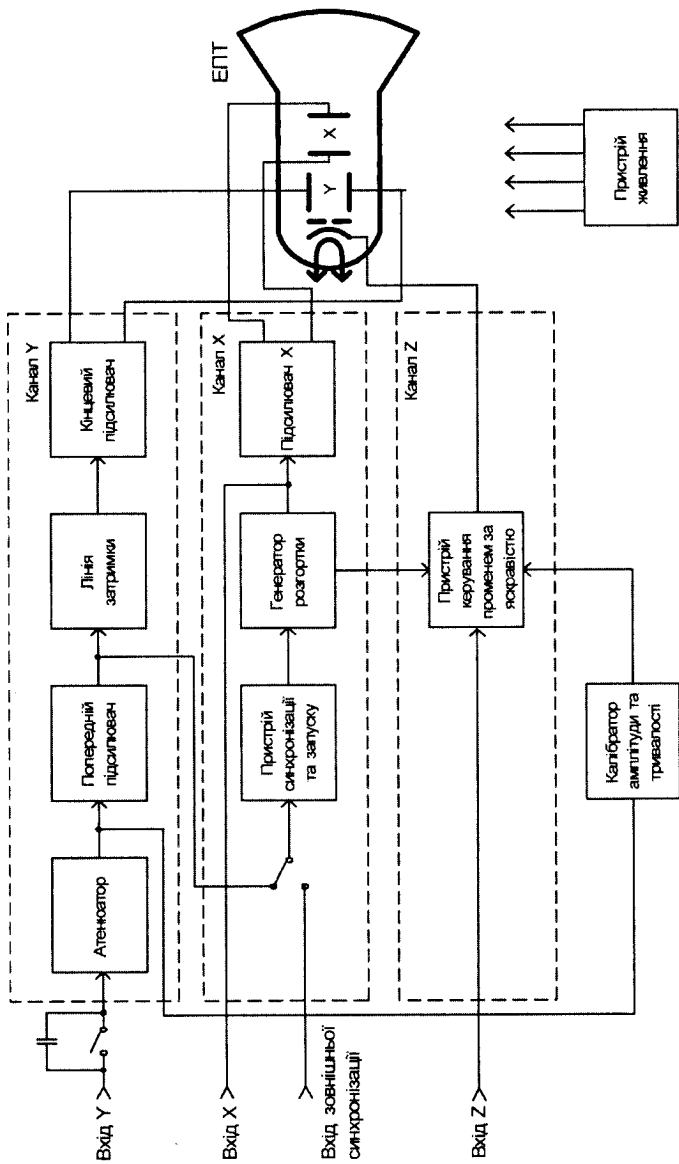 ЕПТ
X
Y
Канал Y
Кінцевий
підсилювач
Лінія
затримки
Попередній
підсилювач
Атенюатор
Вхід Y
Канал X
Підсилювач X
Генератор
розгортки
Пристрій
синхронізації
та запуску
Вхід X
Вхід зовнішньої
синхронізації
Канал Z
Пристрій
керування
променем за
яскравістю
Вхід Z
Калібратор
амплітуди та
тривалості
Пристрій
живлення